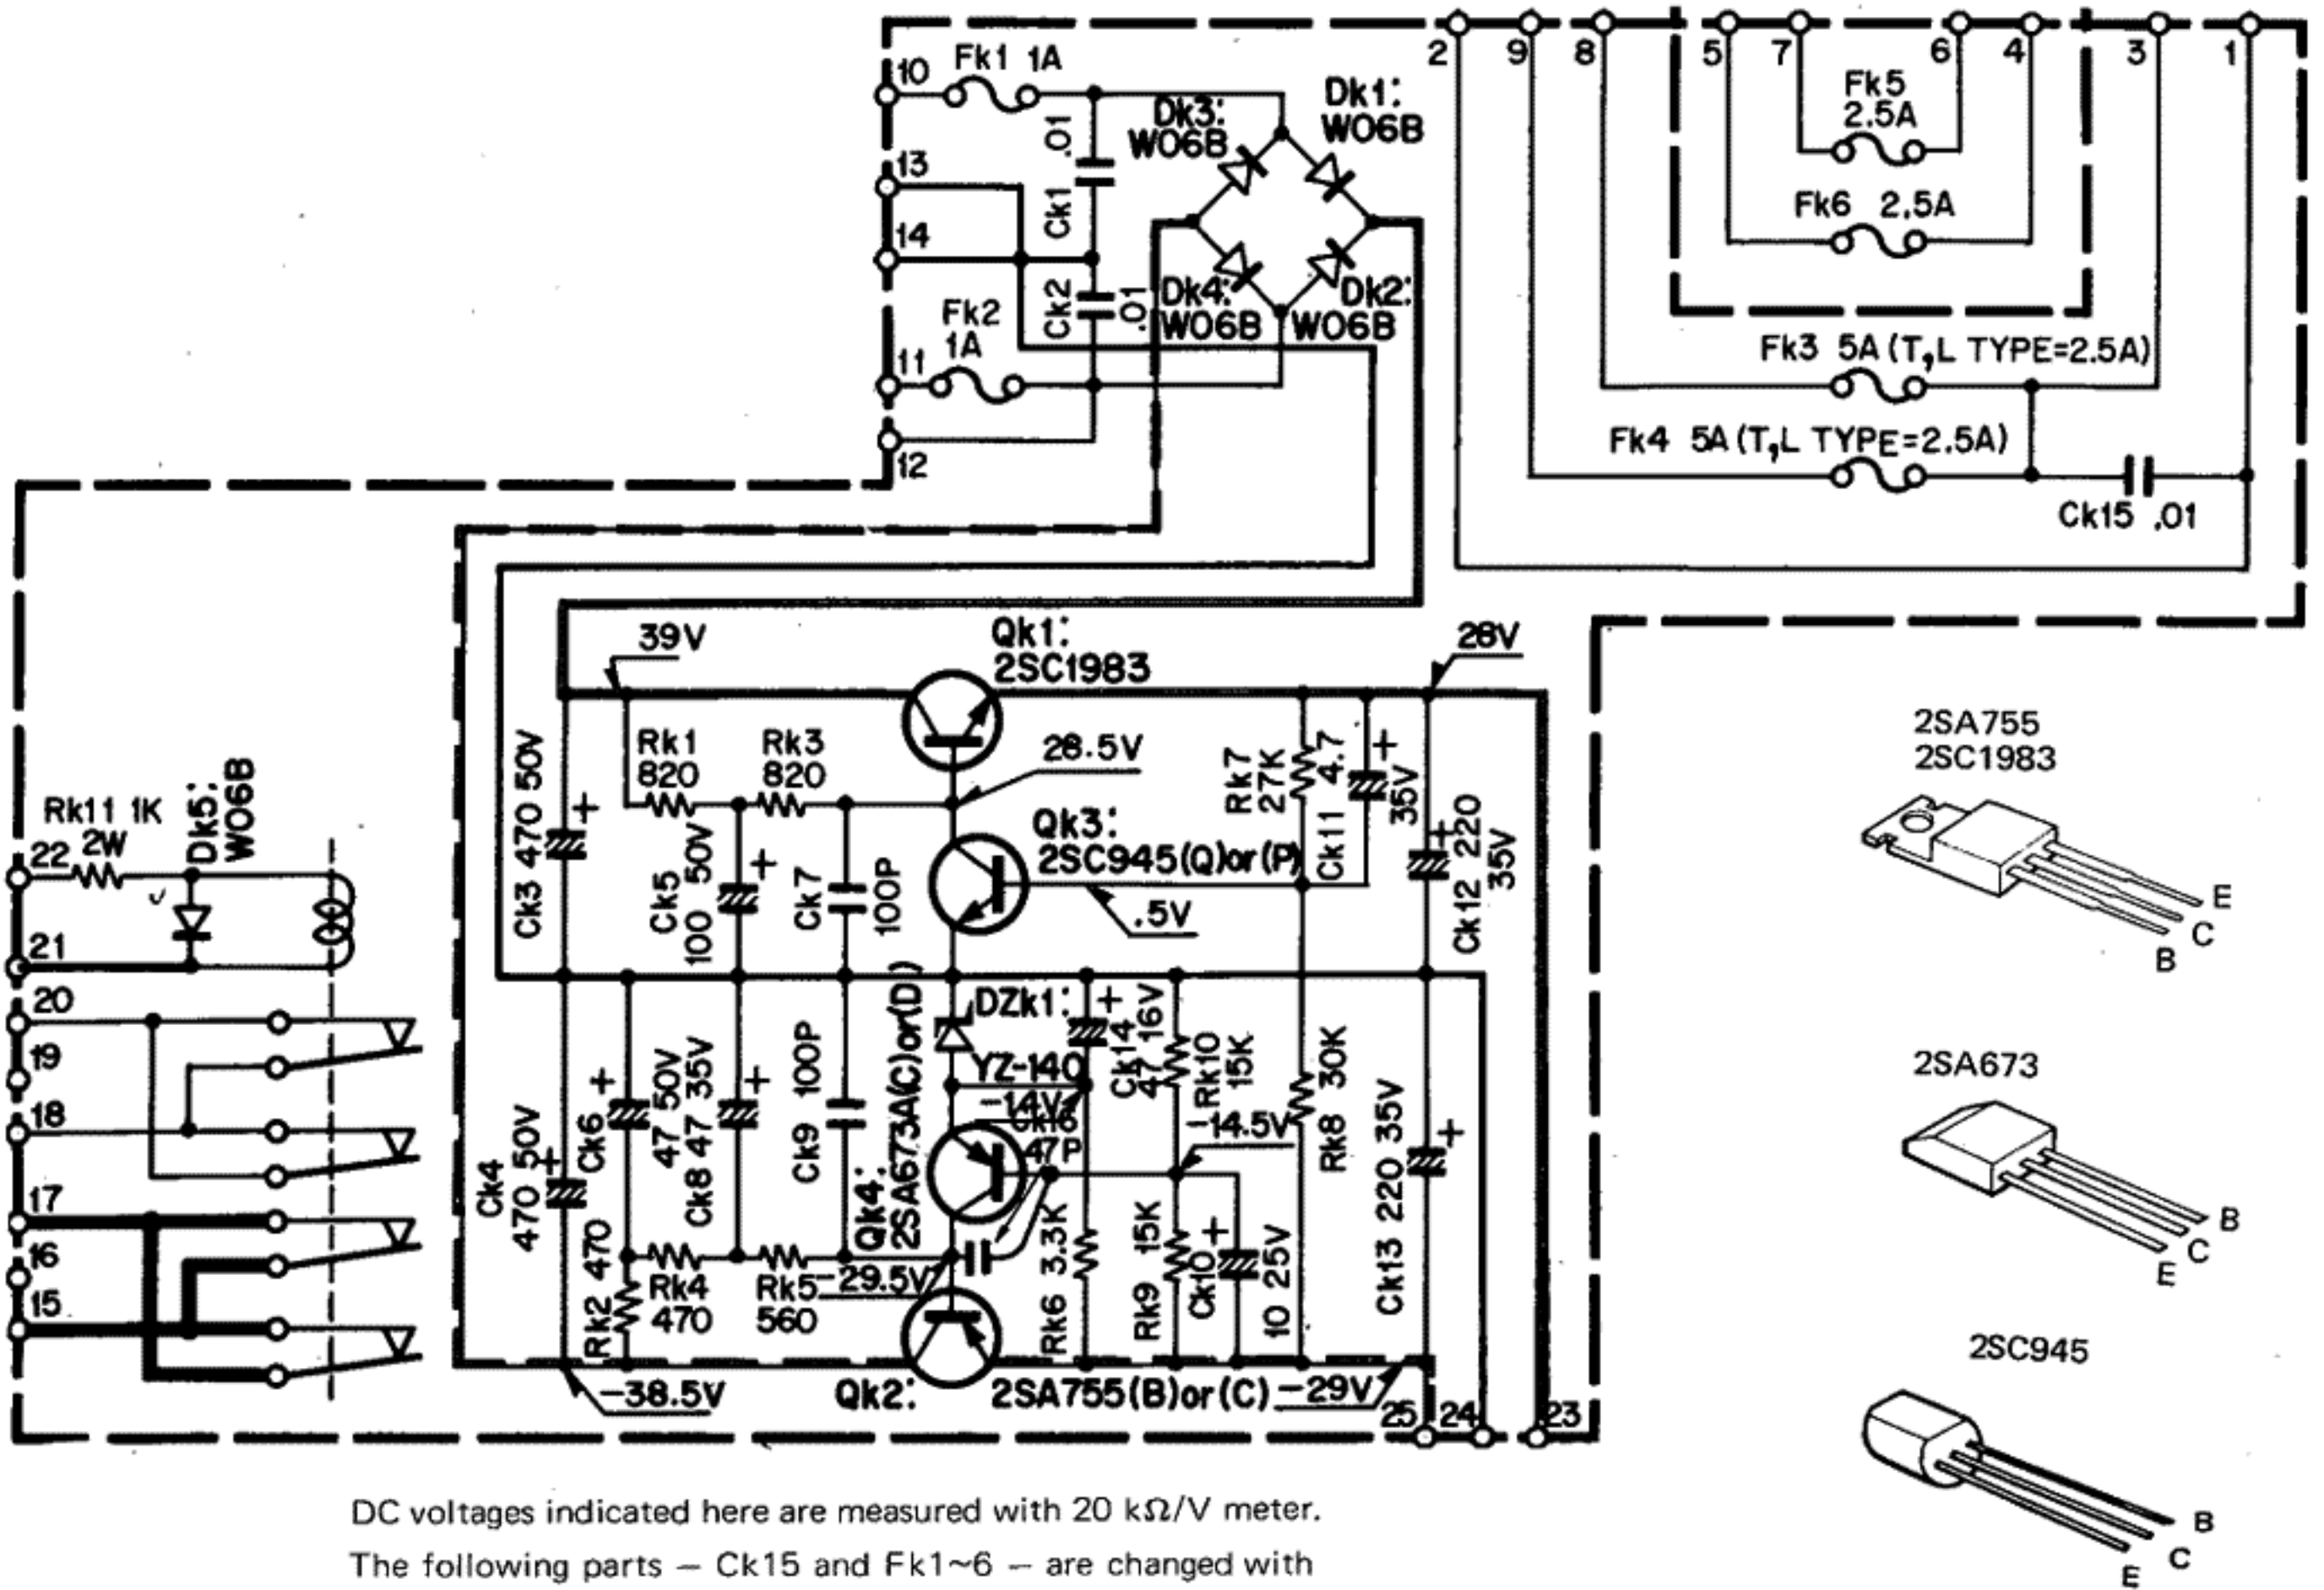 2
9
8
5
7
6
4
3
1
10
Fk1 1A
Dk3:
WO6B
Dk1:
WO6B
Fk5
2.5A
.01
Ck1
13
14
Fk6 2.5A
Ck2
.01
Dk4:
WO6B
Dk2:
WO6B
Fk2
1A
11
12
Fk3 5A (T,L TYPE=2.5A)
Fk4 5A (T,L TYPE=2.5A)
Ck15 .01
39V
Qk1:
2SC1983
28V
Rk1
820
Rk3
820
28.5V
Rk7
27K
Ck11 4.7
35V
+
Ck3 470 50V
+
Ck5
100 50V
+
Ck7
100P
Qk3:
2SC945(Q)or(P)
.5V
Ck12 220
35V
+
Rk11 1K
2W
Dk5:
WO6B
22
21
20
19
18
17
16
15
DZk1:
YZ-140
-14V
Ck14
47 16V
+
Rk10
15K
-14.5V
Rk8 30K
Ck13 220 35V
+
Ck4
470 50V
+
Ck6
47 50V
+
Ck8 47 35V
+
Ck9 100P
Qk4:
2SA673A(C)or(D)
Ck16
47P
Rk2 470
Rk4
470
Rk5
560
-29.5V
Rk6 3.3K
Rk9 15K
Ck10
10 25V
+
-38.5V
Qk2:
2SA755(B)or(C)
-29V
25
24
23
2SA755
2SC1983
E
C
B
2SA673
B
C
E
2SC945
B
C
E
DC voltages indicated here are measured with 20 kΩ/V meter.
The following parts — Ck15 and Fk1~6 — are changed with